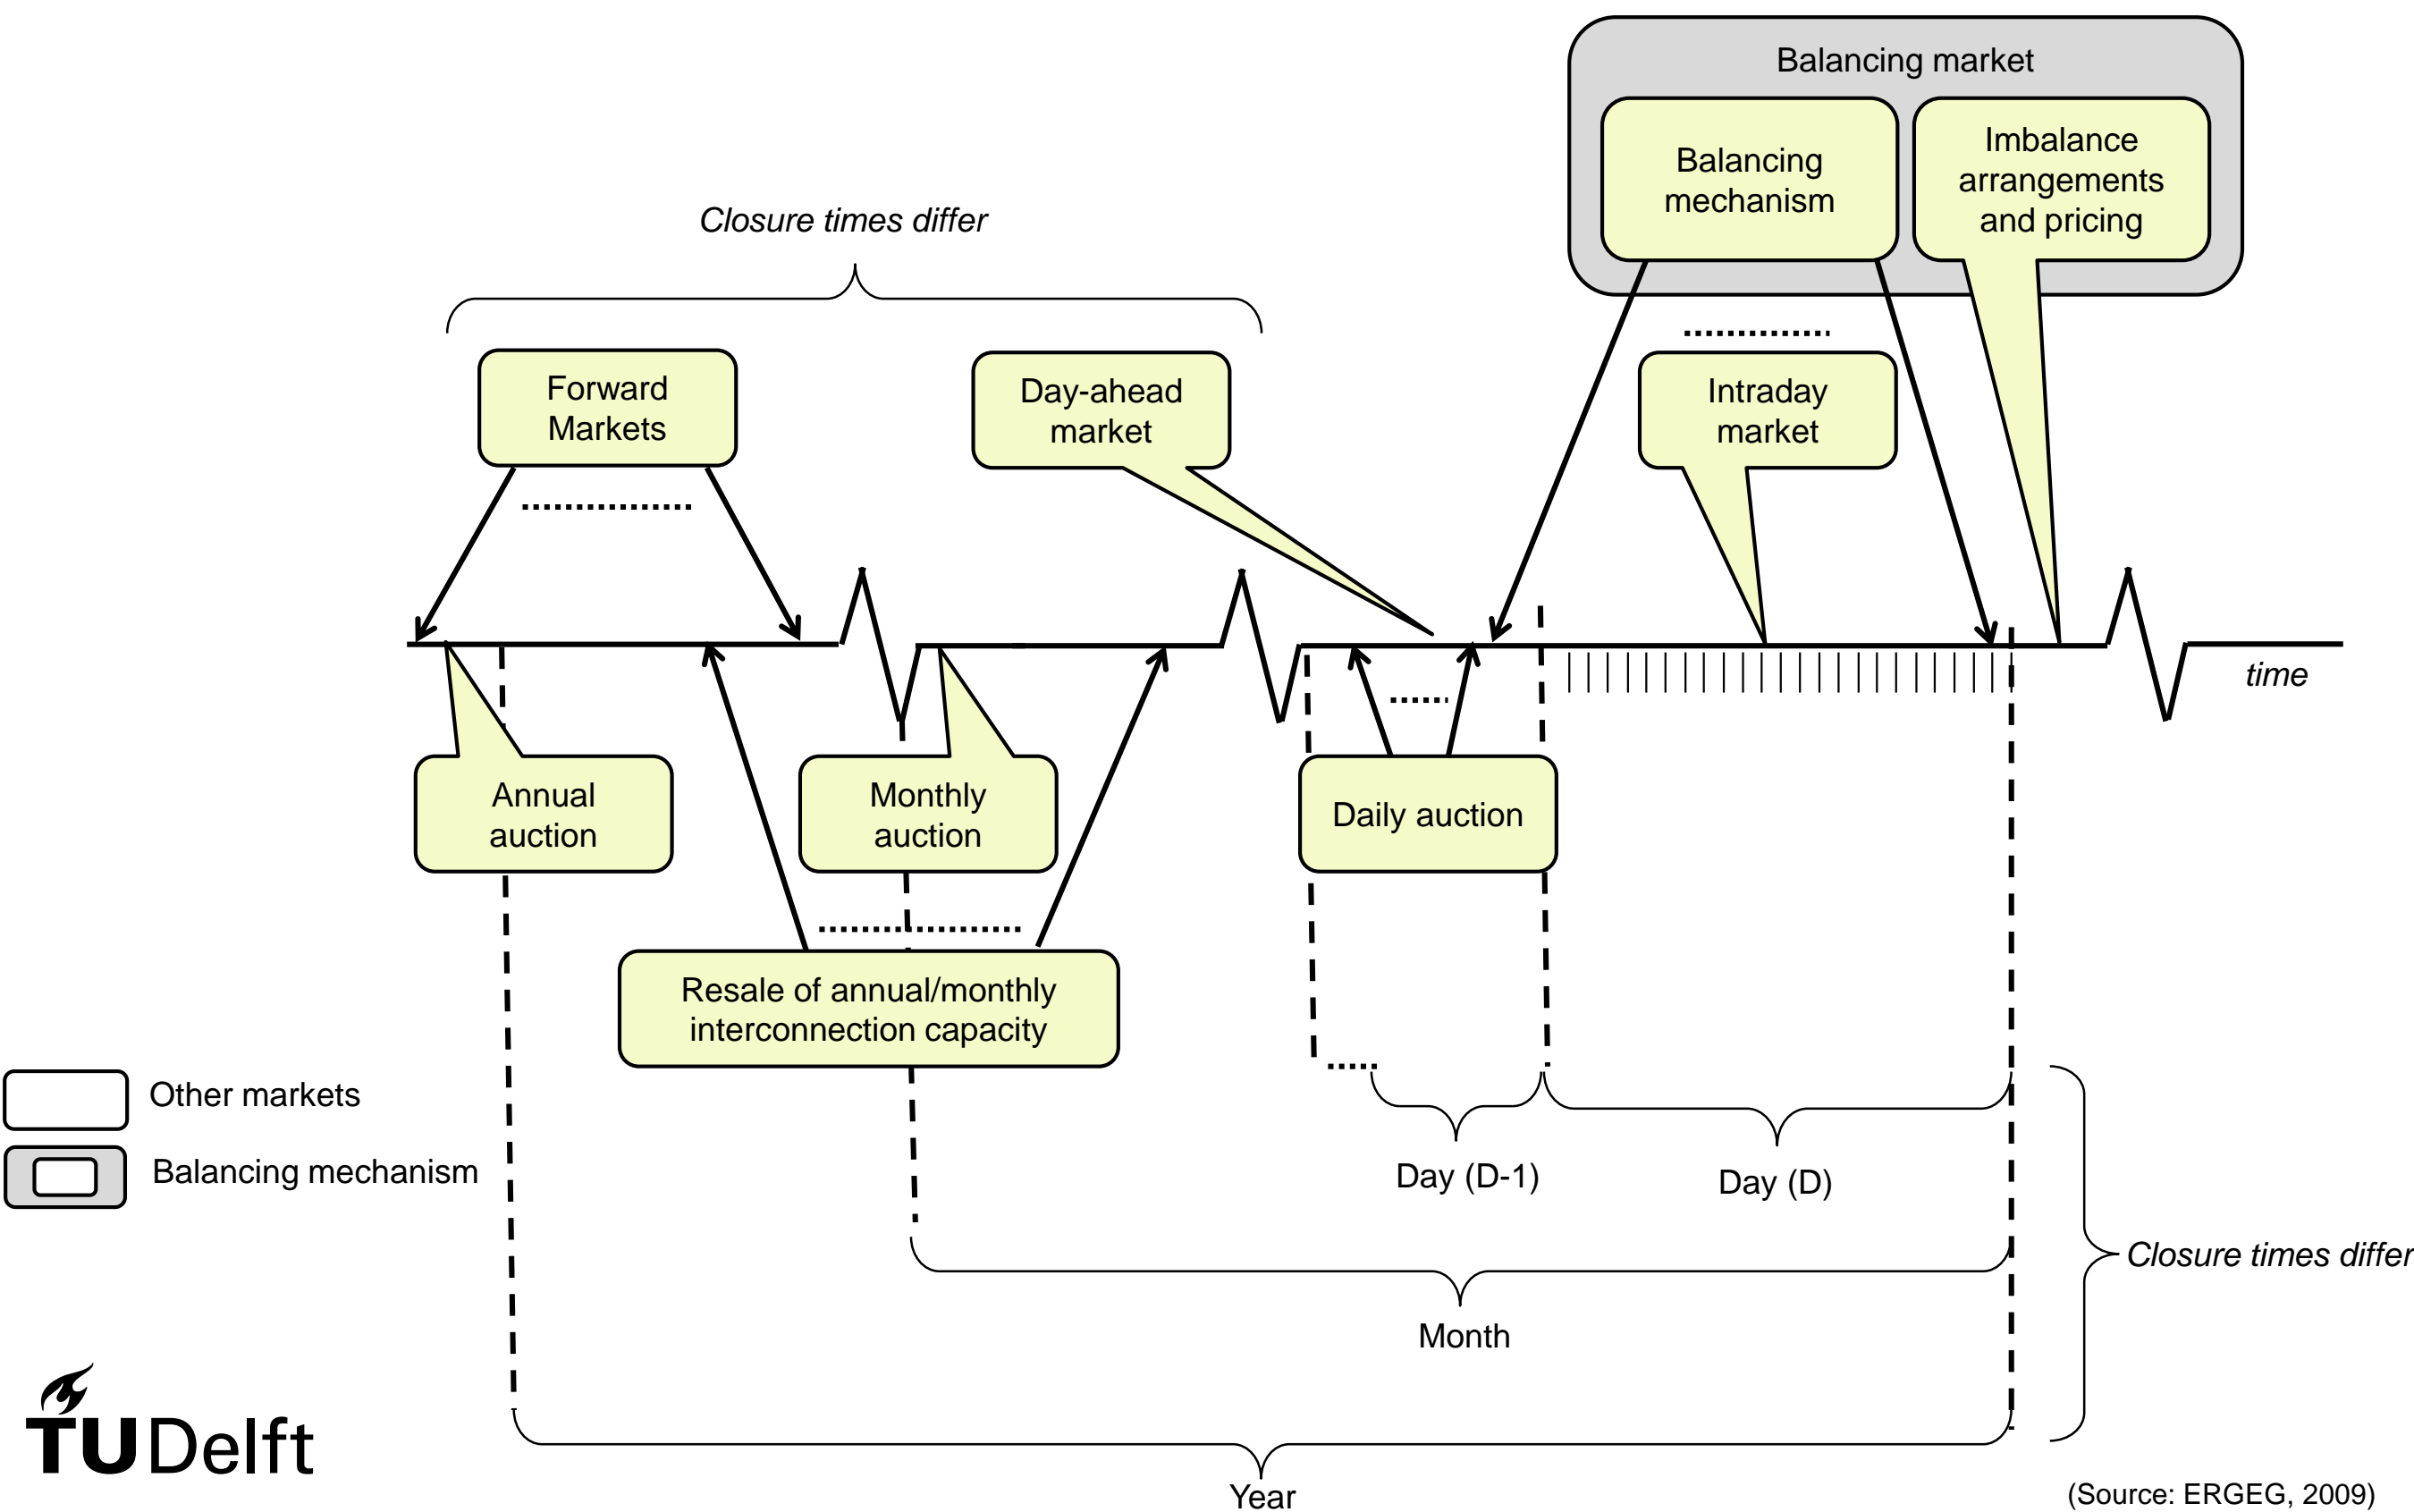 Balancing market
Balancing
mechanism
Imbalance
arrangements
and pricing
Closure times differ
Forward
Markets
Day-ahead
market
Intraday
market
time
Annual
auction
Monthly
auction
Daily auction
Resale of annual/monthly
interconnection capacity
Other markets
Balancing mechanism
Day (D-1)
Day (D)
Closure times differ
Month
TUDelft
Year
(Source: ERGEG, 2009)